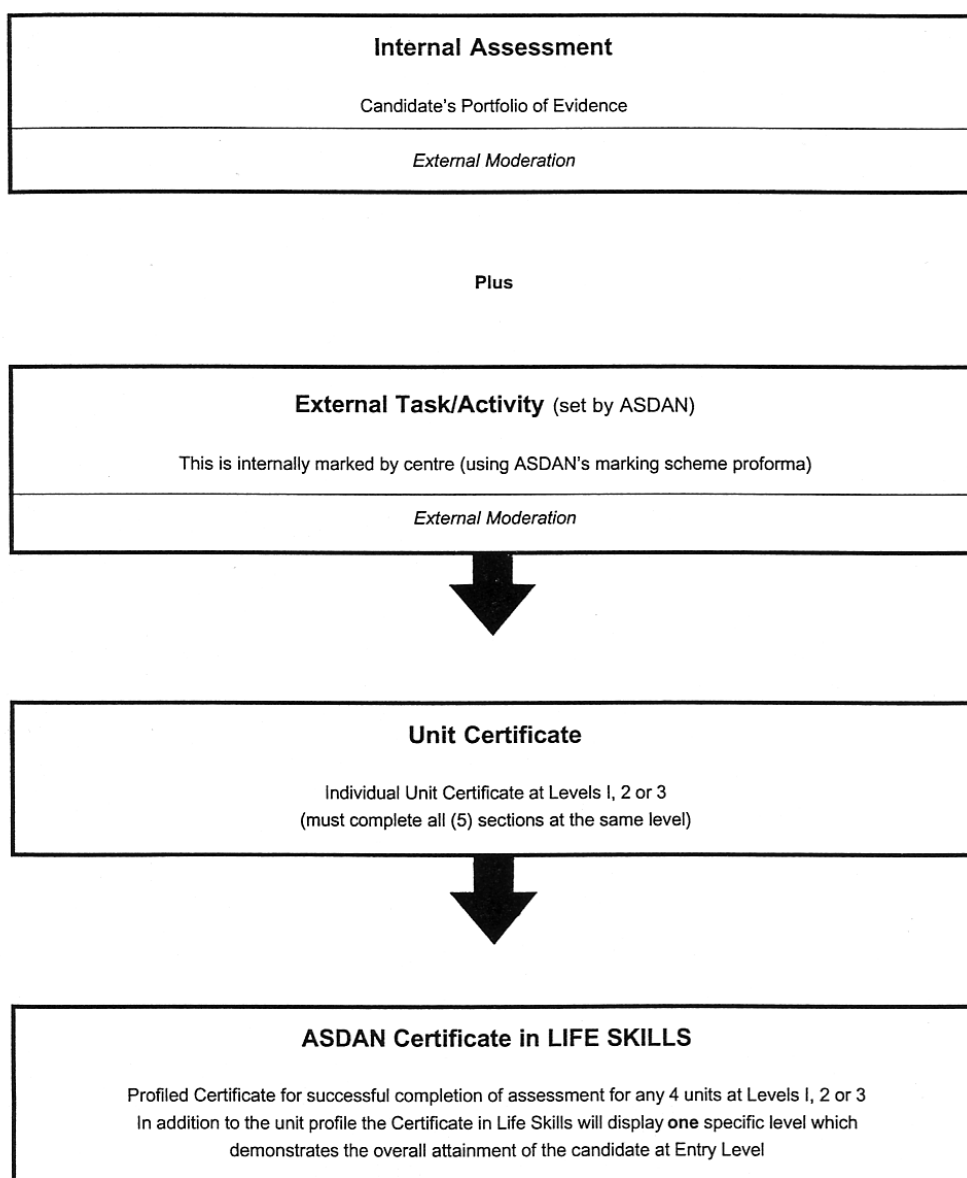 Internal Assessment
Candidate's Portfolio of Evidence
External Moderation
Plus
External Task/Activity (set by ASDAN)
This is internally marked by centre (using ASDAN's marking scheme proforma)
External Moderation
Unit Certificate
Individual Unit Certificate at Levels I, 2 or 3
(must complete all (5) sections at the same level)
ASDAN Certificate in LIFE SKILLS
Profiled Certificate for successful completion of assessment for any 4 units at Levels I, 2 or 3
In addition to the unit profile the Certificate in Life Skills will display one specific level which
demonstrates the overall attainment of the candidate at Entry Level